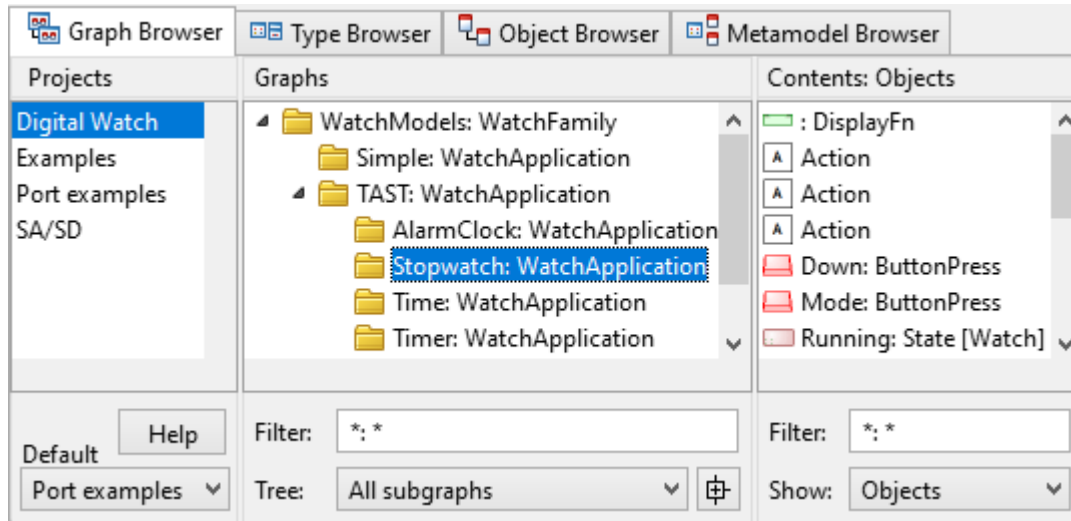 Graph Browser Type Browser Object Browser Metamodel Browser
Projects Graphs Contents: Objects
Digital Watch
Examples
Port examples
SA/SD
WatchModels: WatchFamily
Simple: WatchApplication
TAST: WatchApplication
AlarmClock: WatchApplication
Stopwatch: WatchApplication
Time: WatchApplication
Timer: WatchApplication
: DisplayFn
A Action
A Action
A Action
Down: ButtonPress
Mode: ButtonPress
Running: State [Watch]
Help
Default
Port examples
Filter: *: *
Tree: All subgraphs
Filter: *: *
Show: Objects